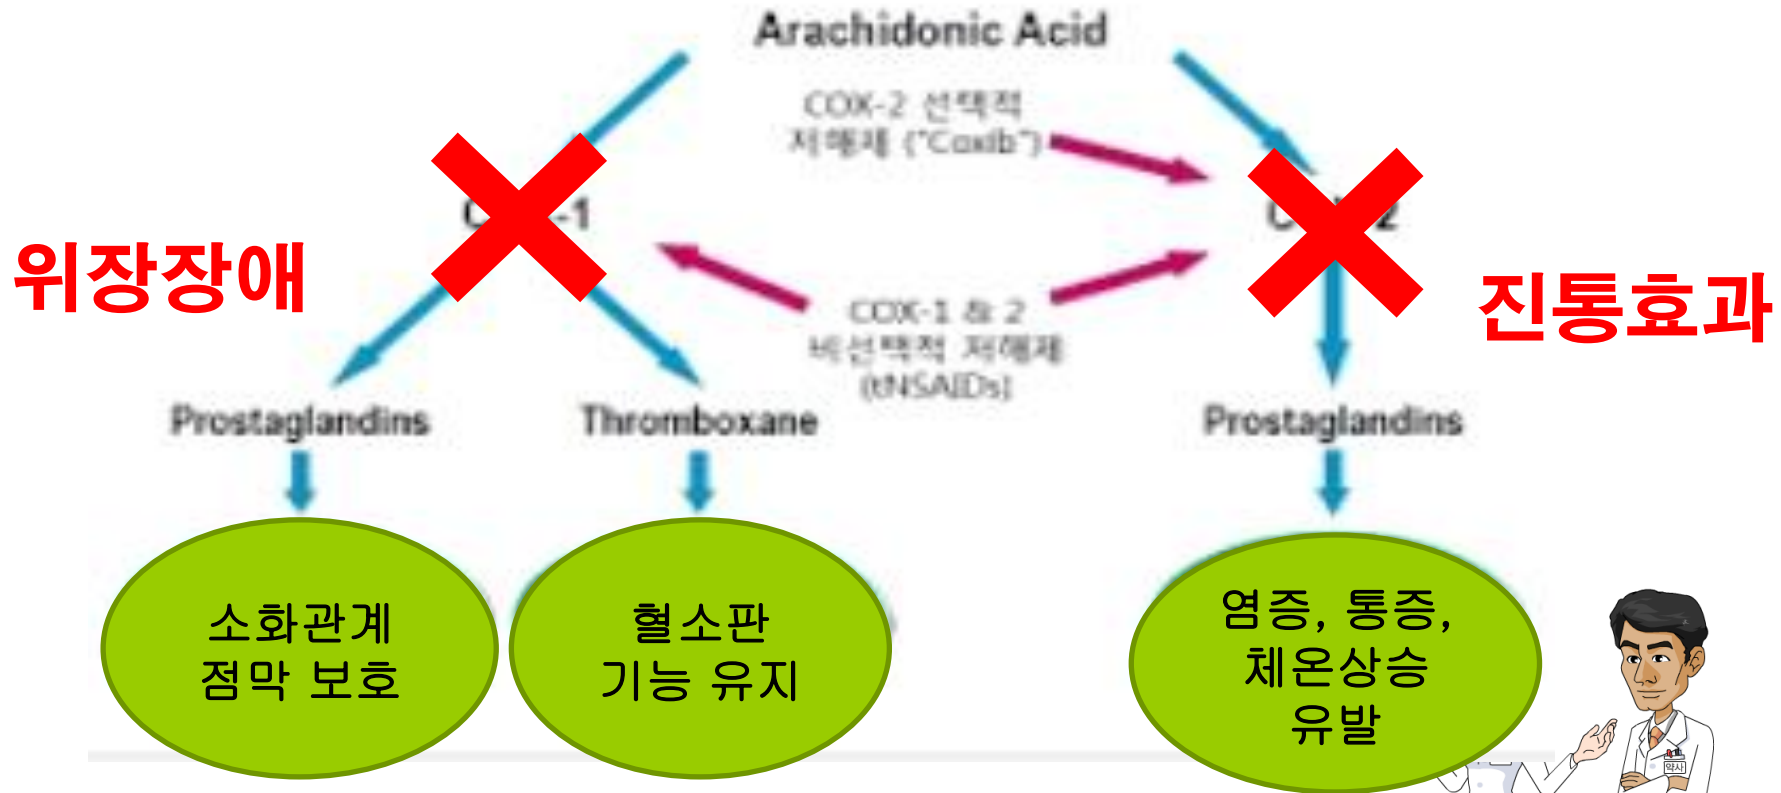 Arachidonic Acid
COX-2 선택적
저해제 ("Coxib")
위장장애
진통효과
COX-1 & 2
비선택적 저해제
(tNSAIDs)
Prostaglandins
Thromboxane
Prostaglandins
소화관계
점막 보호
혈소판
기능 유지
염증, 통증,
체온상승
유발
약사